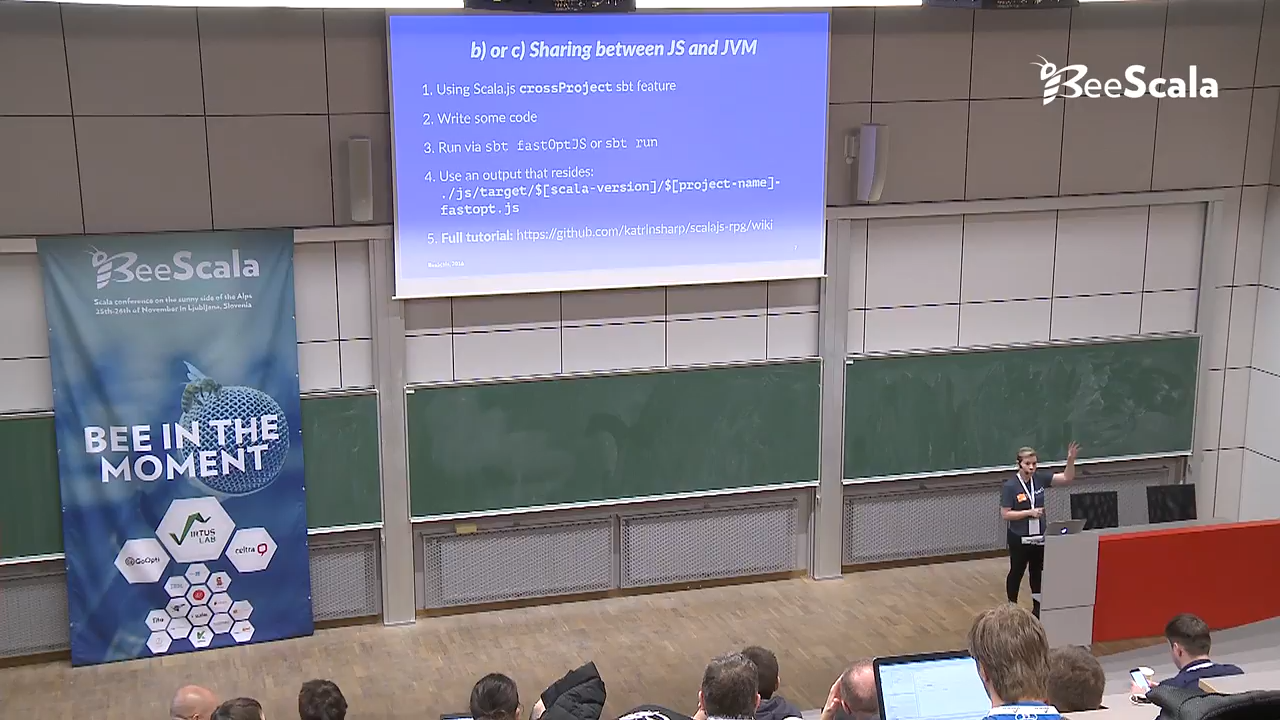 b) or c) Sharing between JS and JVM
1. Using Scala.js crossProject sbt feature
2. Write some code
3. Run via sbt fastOptJS or sbt run
4. Use an output that resides:
./js/target/$[scala-version]/$[project-name]-
fastopt.js
5. Full tutorial: https://github.com/katrinsharp/scalajs-rpg/wiki
BeeScala 2016
BeeScala
BeeScala
Scala conference on the sunny side of the Alps
25th-26th of November in Ljubljana, Slovenia
BEE IN THE
MOMENT
VIRTUS
LAB
GoOpti
celtra